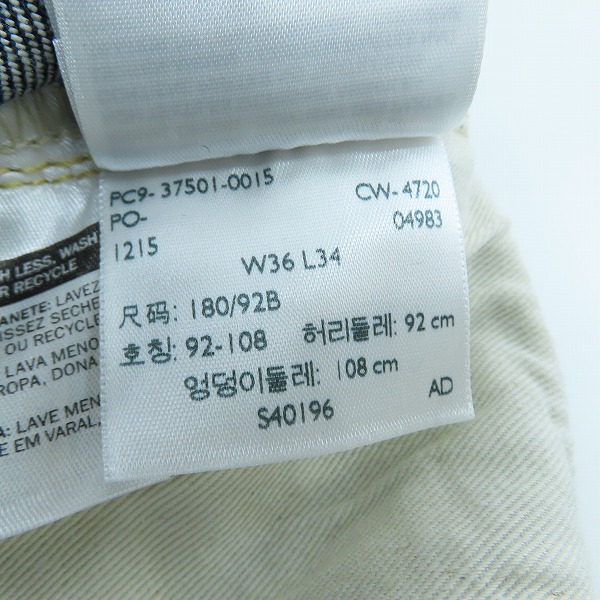 PC9- 37501-0015 CW- 4720
PO- 04983
1215
W36 L34
尺码: 180/92B
호칭: 92-108 허리둘레: 92 cm
엉덩이둘레: 108 cm
S40196 AD
H LESS, WASH
R RECYCLE
ANETE: LAVEZ
ISSEZ SECHE
OU RECYCLE
LAVA MENO
ROPA, DONA
A: LAVE MENO
E EM VARAL,